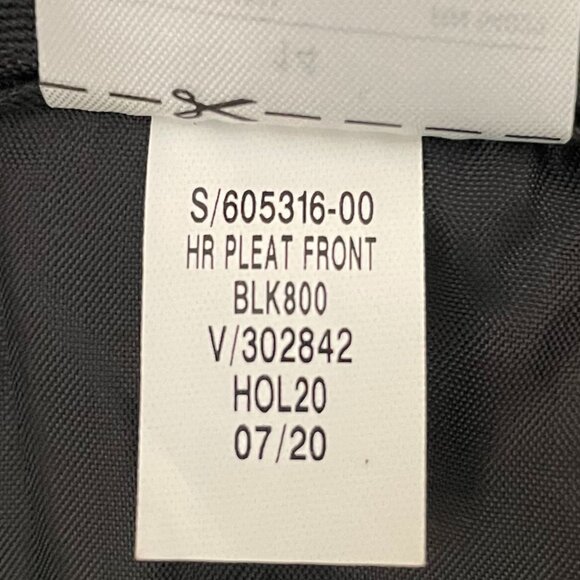 S/605316-00
HR PLEAT FRONT
BLK800
V/302842
HOL20
07/20